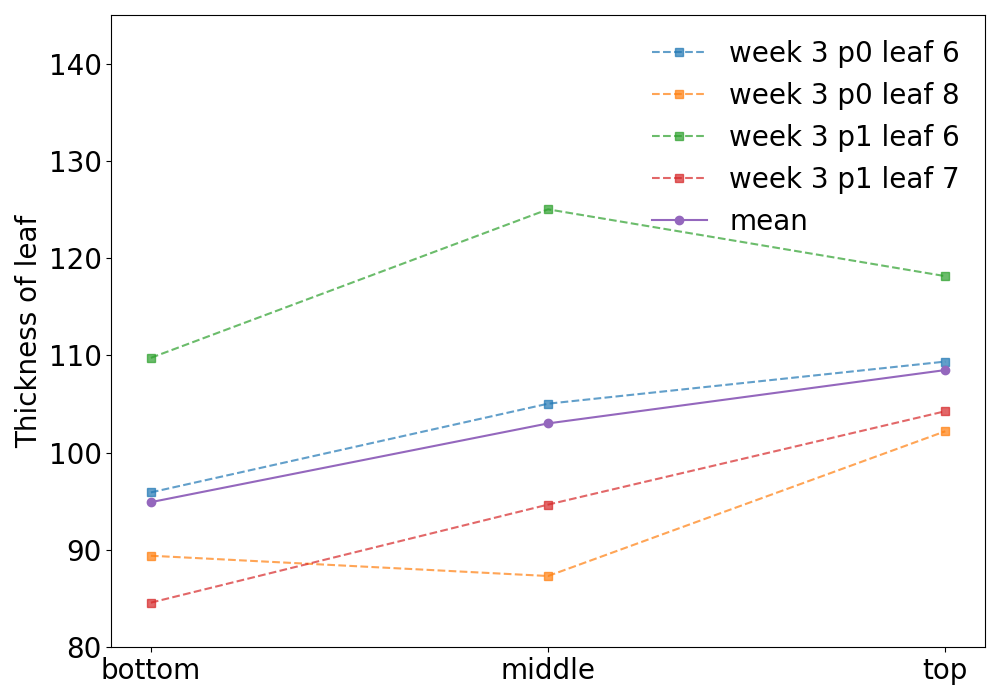 140
130
120
110
100
90
80
Thickness of leaf
bottom
middle
top
week 3 p0 leaf 6
week 3 p0 leaf 8
week 3 p1 leaf 6
week 3 p1 leaf 7
mean